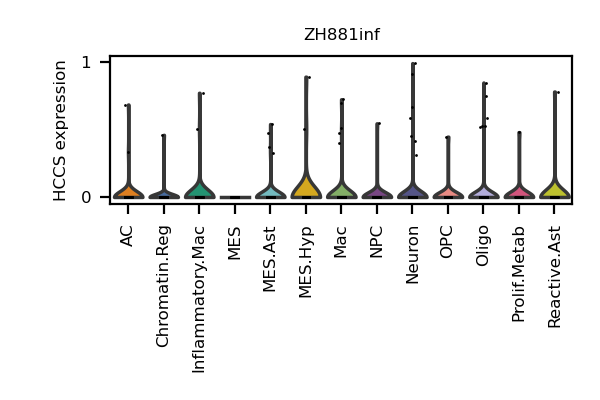 ZH881inf
HCCS expression
1
0
AC
Chromatin.Reg
Inflammatory.Mac
MES
MES.Ast
MES.Hyp
Mac
NPC
Neuron
OPC
Oligo
Prolif.Metab
Reactive.Ast